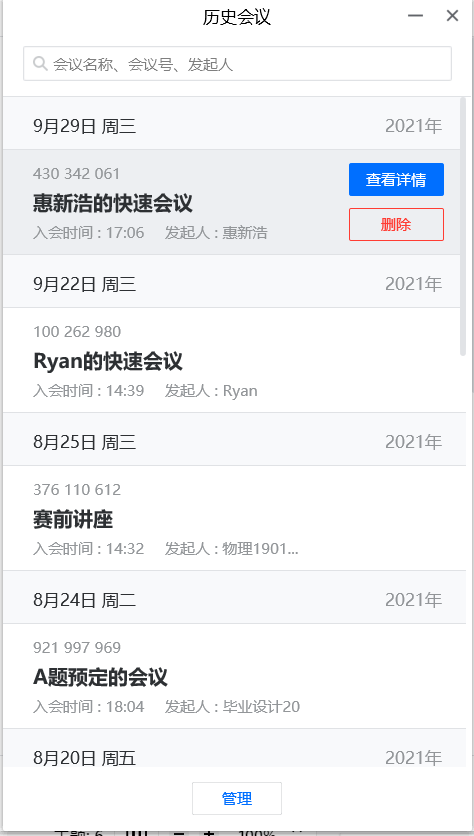 历史会议
会议名称、会议号、发起人
9月29日 周三 2021年
430 342 061
查看详情
惠新浩的快速会议
入会时间 : 17:06 发起人 : 惠新浩
删除
9月22日 周三 2021年
100 262 980
Ryan的快速会议
入会时间 : 14:39 发起人 : Ryan
8月25日 周三 2021年
376 110 612
赛前讲座
入会时间 : 14:32 发起人 : 物理1901...
8月24日 周二 2021年
921 997 969
A题预定的会议
入会时间 : 18:04 发起人 : 毕业设计20
8月20日 周五 2021年
管理